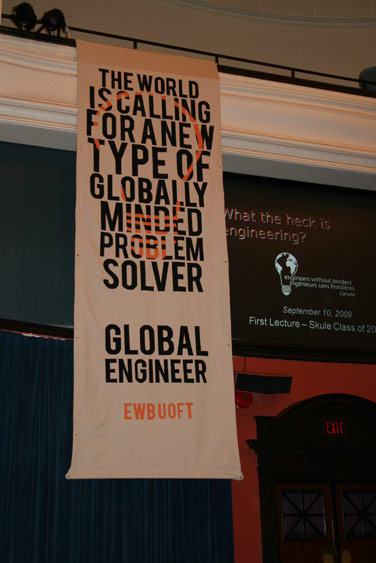 THE WORLD
IS CALLING
FOR A NEW
TYPE OF
GLOBALLY
MINDED
PROBLEM
SOLVER
GLOBAL
ENGINEER
EWBUOFT
What the heck is
engineering?
engineers without borders
ingénieurs sans frontières
Canada
September 10, 2009
First Lecture – Skule Class of 20
EXIT